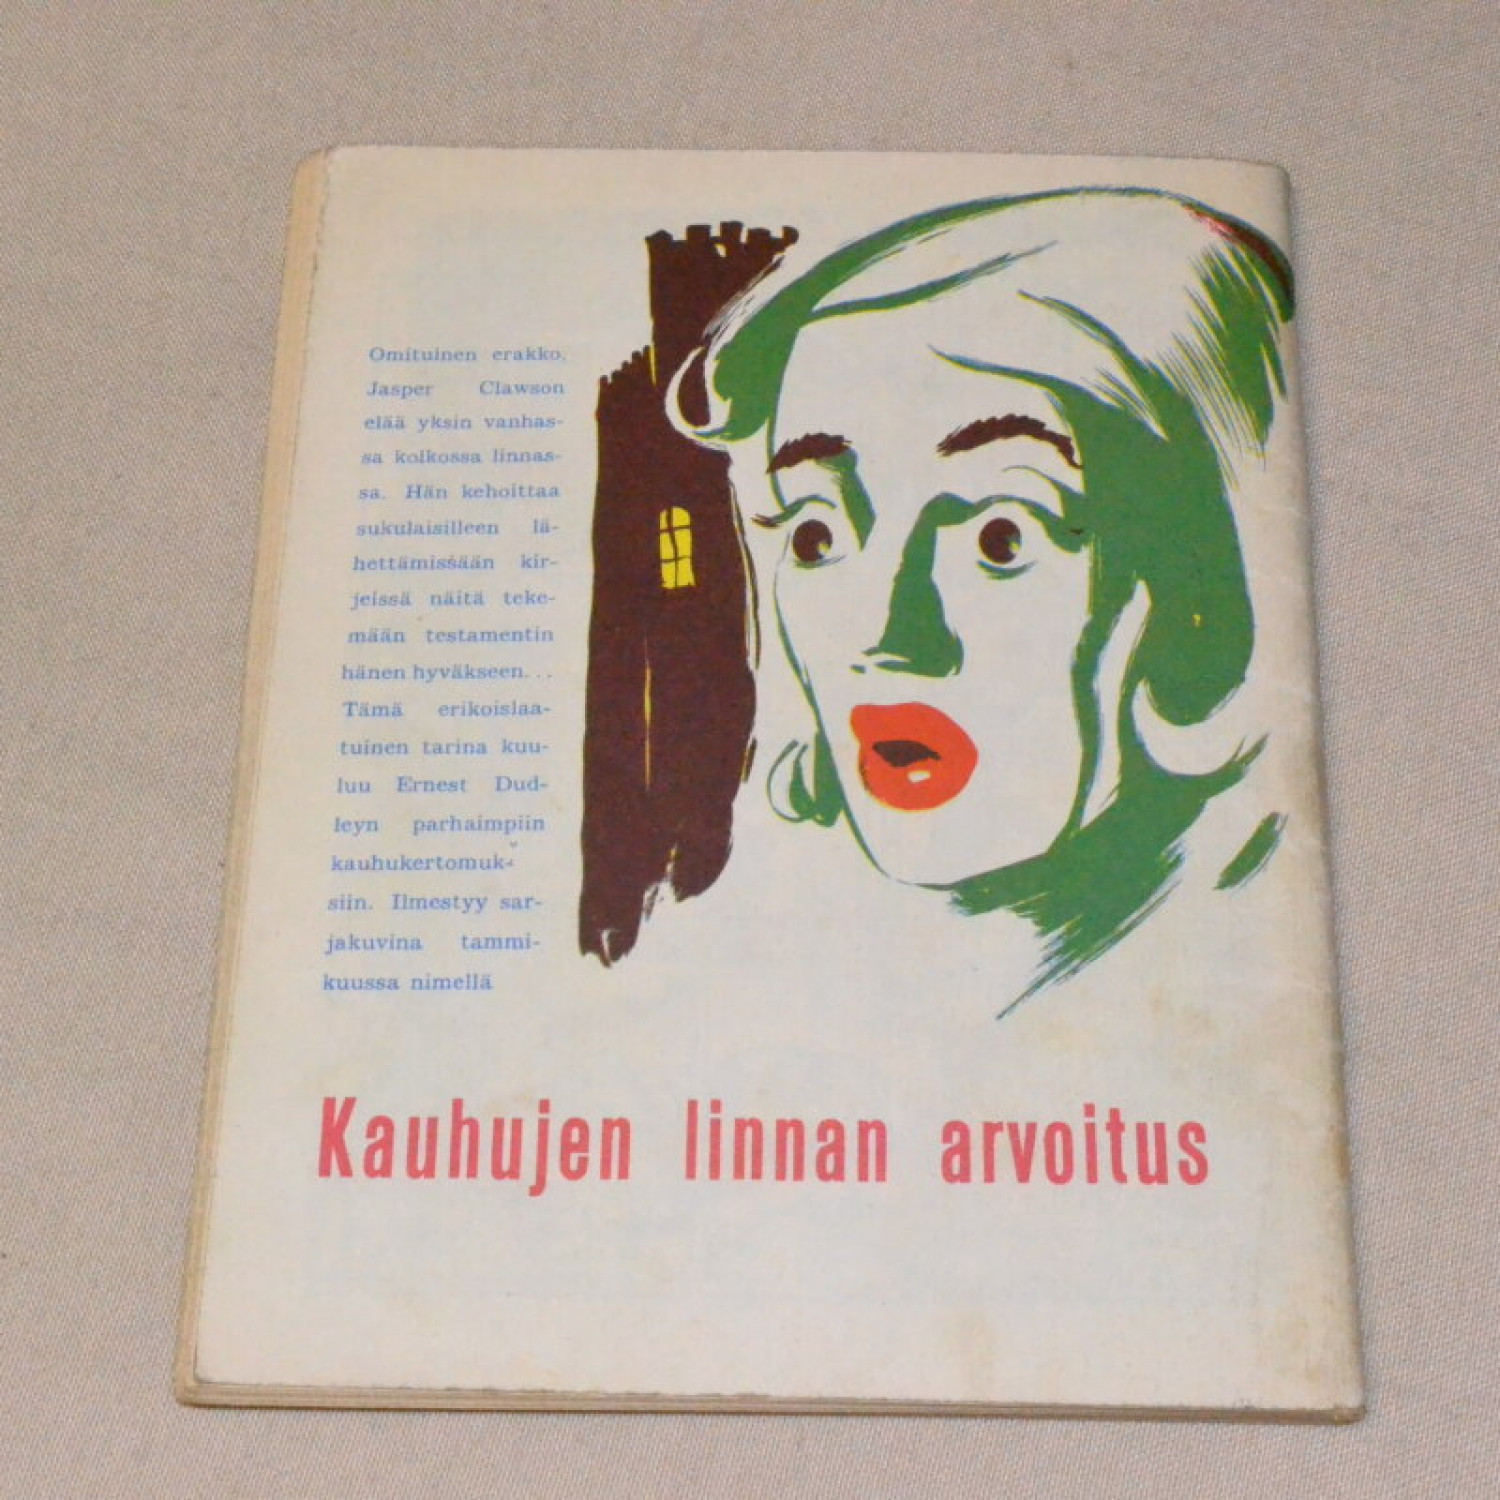 Omituinen erakko,
Jasper Clawson
elää yksin vanhas-
sa kolkossa linnas-
sa. Hän kehoittaa
sukulaisilleen lä-
hettämissään kir-
jeissä näitä teke-
mään testamentin
hänen hyväkseen...
Tämä erikoislaa-
tuinen tarina kuu-
luu Ernest Dud-
leyn parhaimpiin
kauhukertomuk-
siin. Ilmestyy sar-
jakuvina tammi-
kuussa nimellä
Kauhujen linnan arvoitus